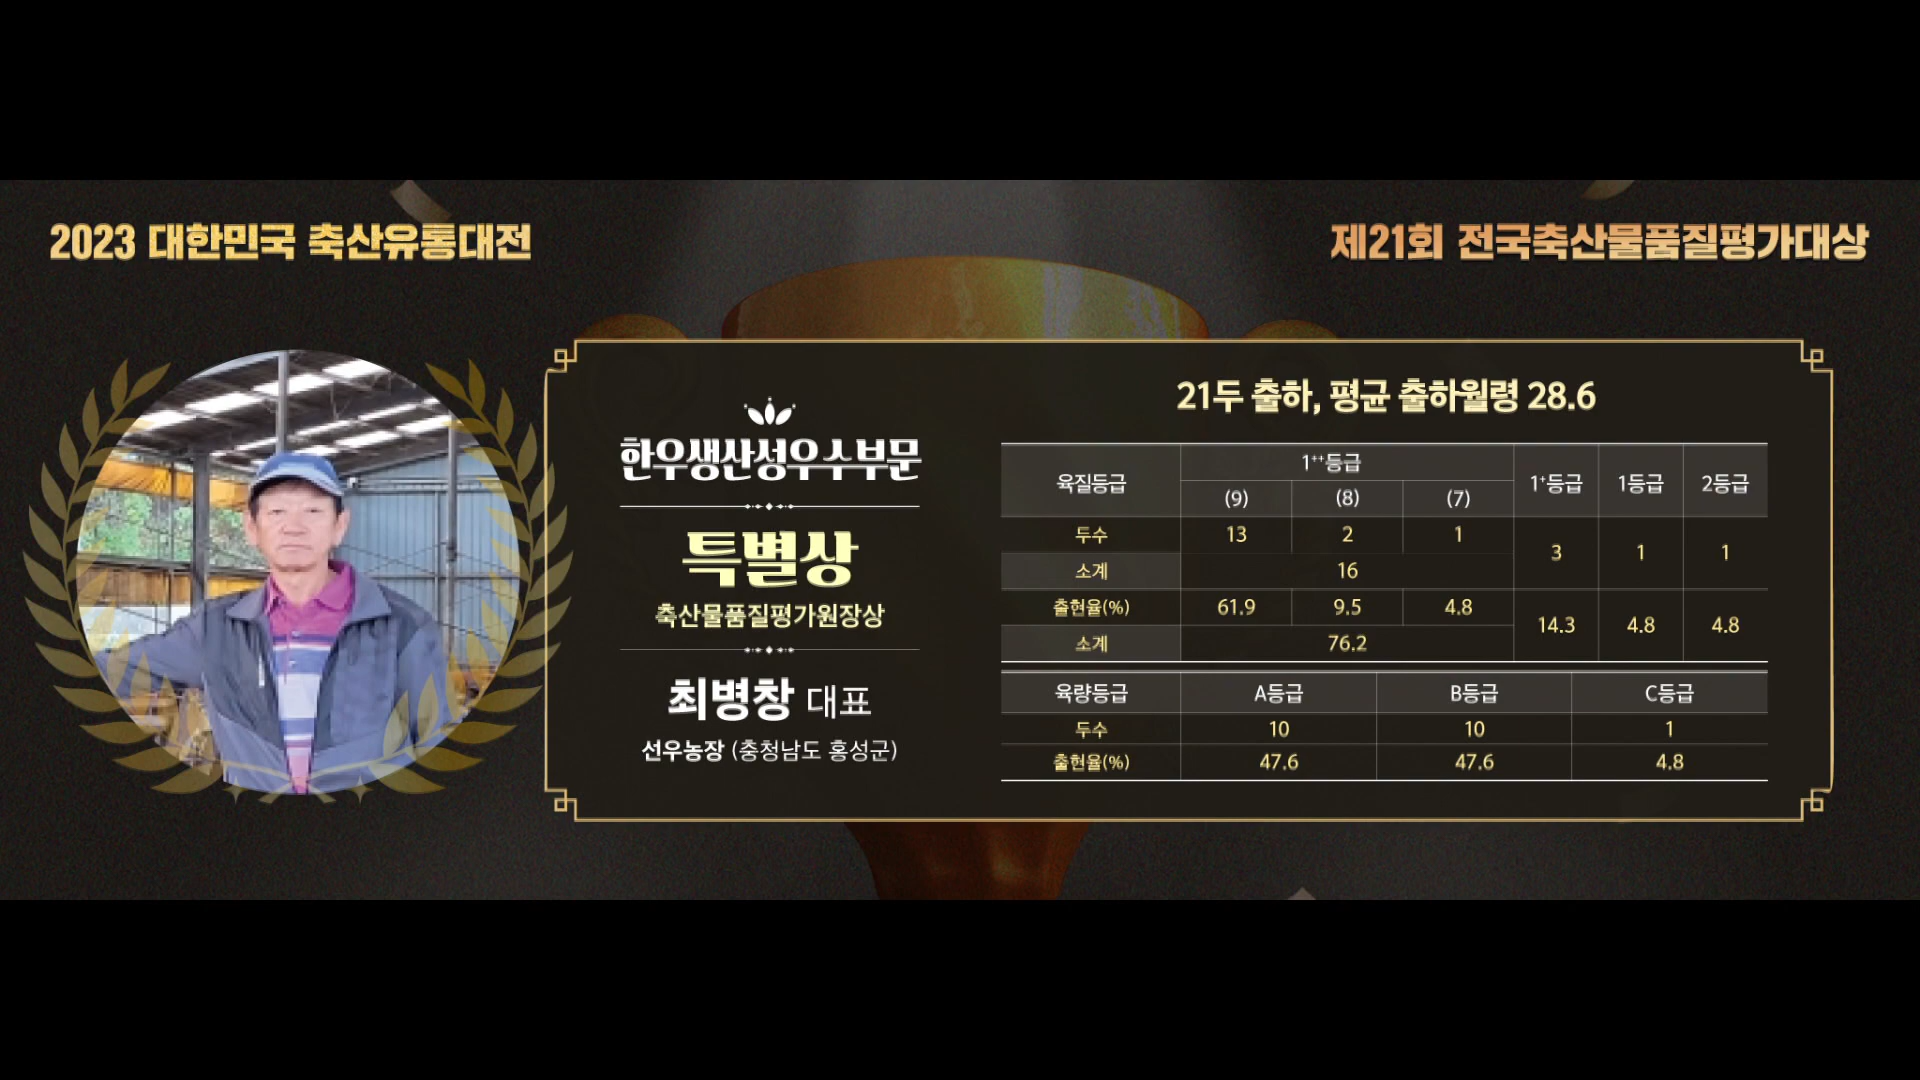 2023 대한민국 축산유통대전
제21회 전국축산물품질평가대상
한우생산성우수부문
특별상
축산물품질평가원장상
최병창 대표
선우농장 (충청남도 홍성군)
21두 출하, 평균 출하월령 28.6
육질등급 1++등급 1+등급 1등급 2등급
(9) (8) (7)
두수 13 2 1 3 1 1
소계 16
출현율(%) 61.9 9.5 4.8 14.3 4.8 4.8
소계 76.2
육량등급 A등급 B등급 C등급
두수 10 10 1
출현율(%) 47.6 47.6 4.8